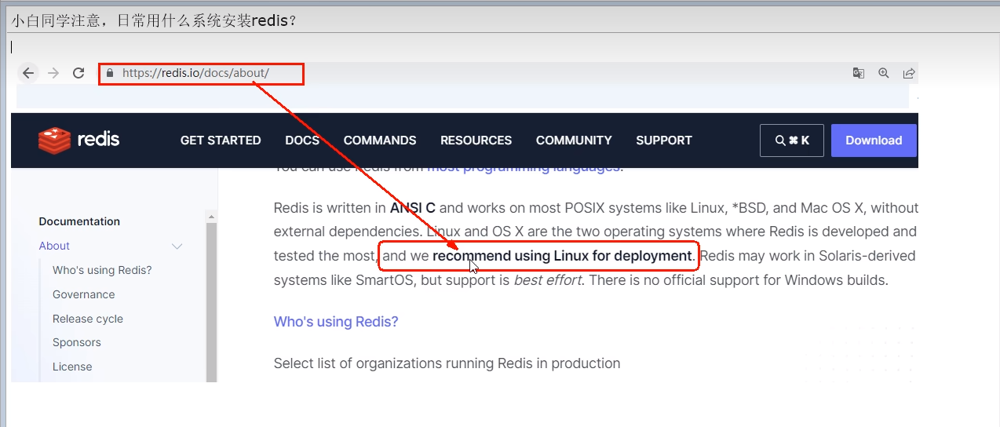 小白同学注意，日常用什么系统安装redis？
https://redis.io/docs/about/
redis
GET STARTED
DOCS
COMMANDS
RESOURCES
COMMUNITY
SUPPORT
⌘ K
Download
You can use Redis from most programming languages.
Redis is written in ANSI C and works on most POSIX systems like Linux, *BSD, and Mac OS X, without
external dependencies. Linux and OS X are the two operating systems where Redis is developed and
tested the most, and we recommend using Linux for deployment. Redis may work in Solaris-derived
systems like SmartOS, but support is best effort. There is no official support for Windows builds.
Who's using Redis?
Select list of organizations running Redis in production
Documentation
About
Who's using Redis?
Governance
Release cycle
Sponsors
License